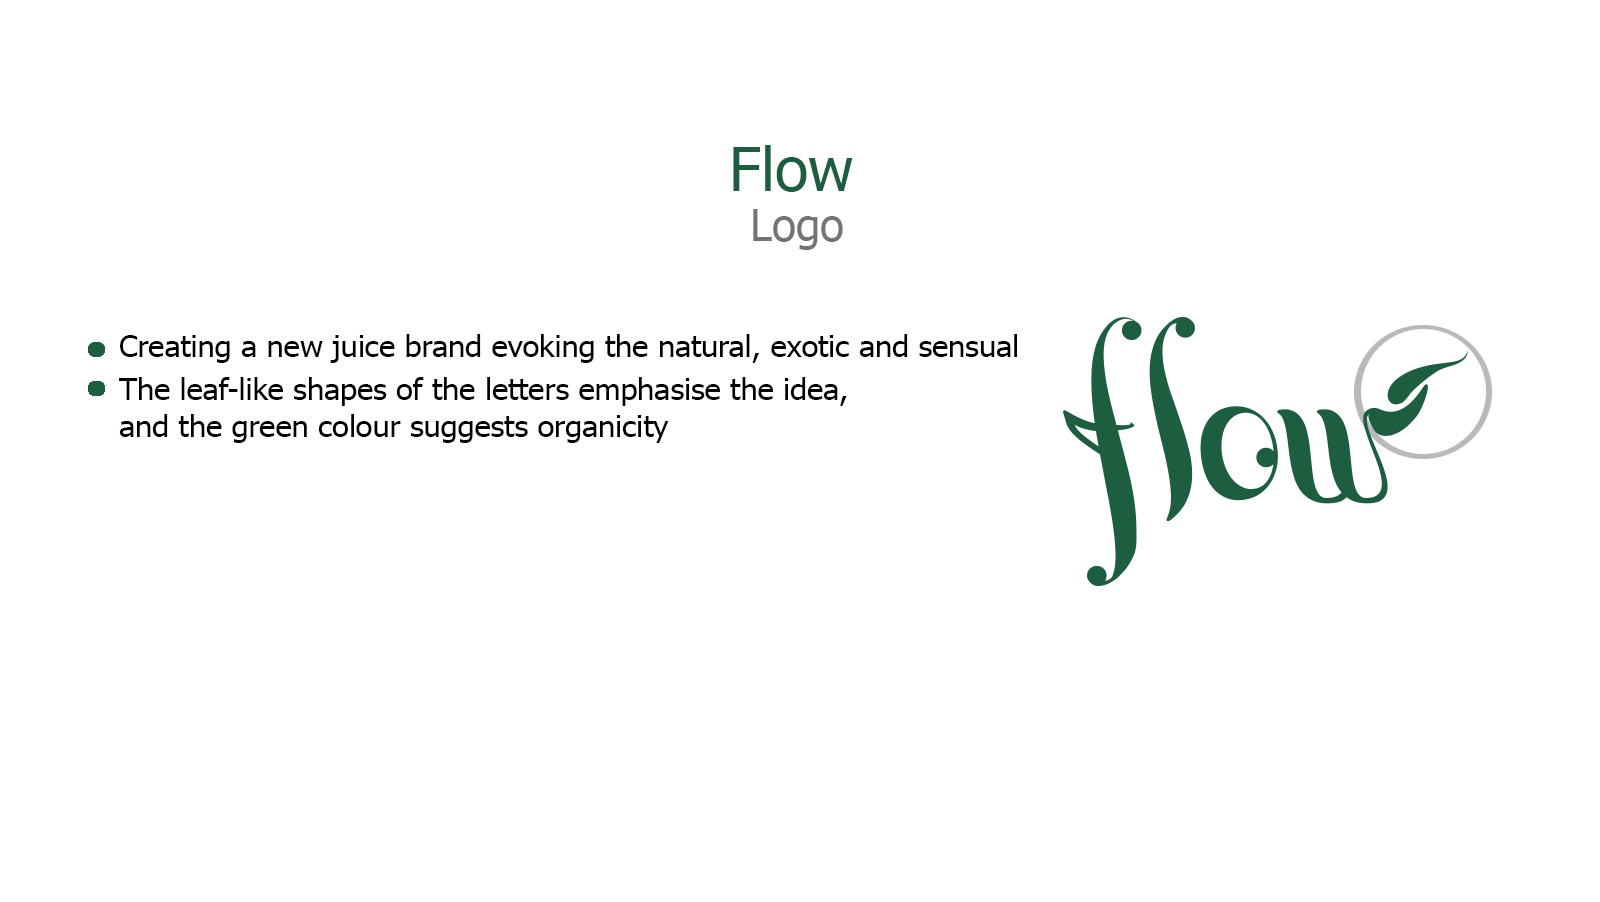 Flow
Logo
Creating a new juice brand evoking the natural, exotic and sensual
The leaf-like shapes of the letters emphasise the idea,
and the green colour suggests organicity
flow